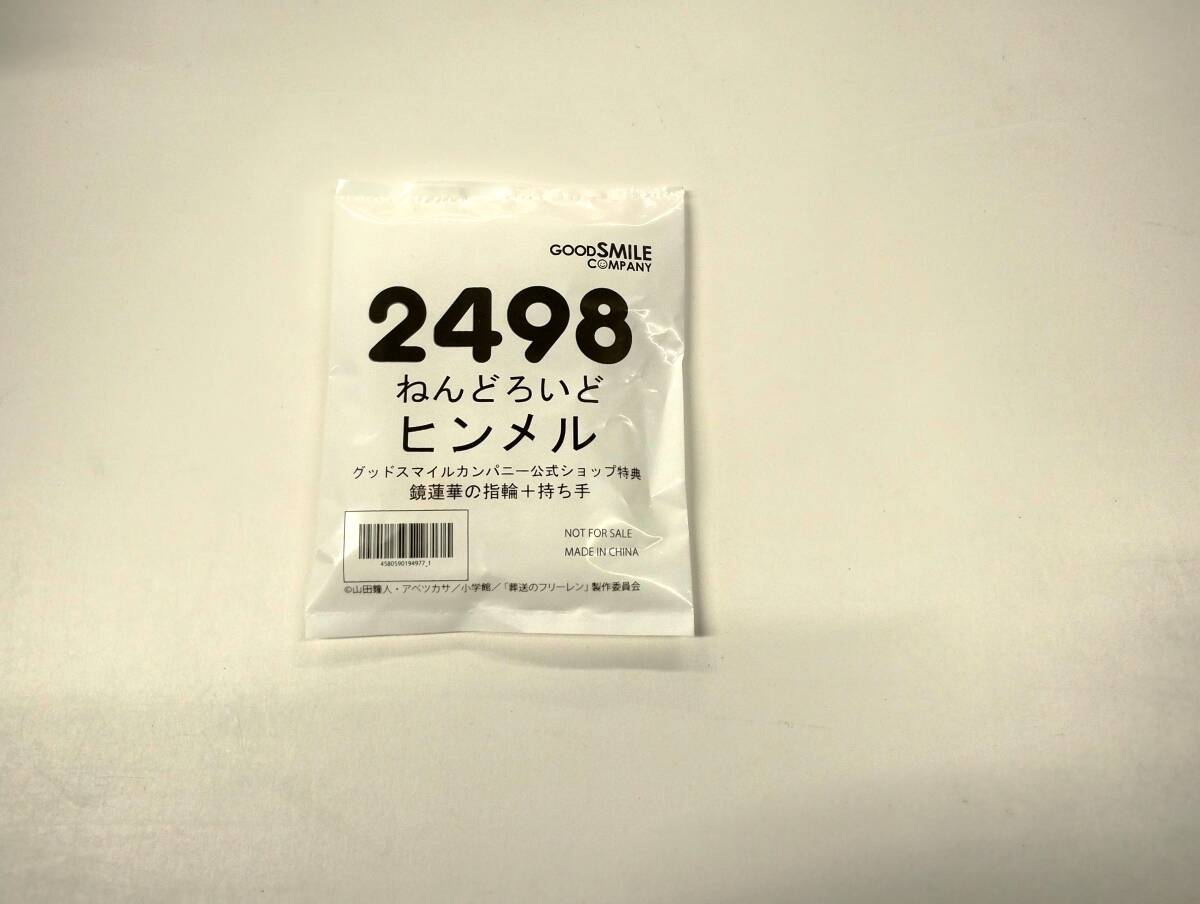 GOODSMILE
COMPANY
2498
ねんどろいど
ヒンメル
グッドスマイルカンパニー公式ショップ特典
鏡蓮華の指輪＋持ち手
NOT FOR SALE
MADE IN CHINA
4580590194977_1
©山田鐘人・アベツカサ／小学館／「葬送のフリーレン」製作委員会